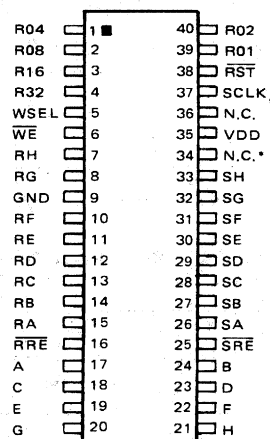 R04 1 40 R02
R08 2 39 R01
R16 3 38 RST
R32 4 37 SCLK
WSEL 5 36 N.C.
WE 6 35 VDD
RH 7 34 N.C.*
RG 8 33 SH
GND 9 32 SG
RF 10 31 SF
RE 11 30 SE
RD 12 29 SD
RC 13 28 SC
RB 14 27 SB
RA 15 26 SA
RRE 16 25 SRE
A 17 24 B
C 18 23 D
E 19 22 F
G 20 21 H